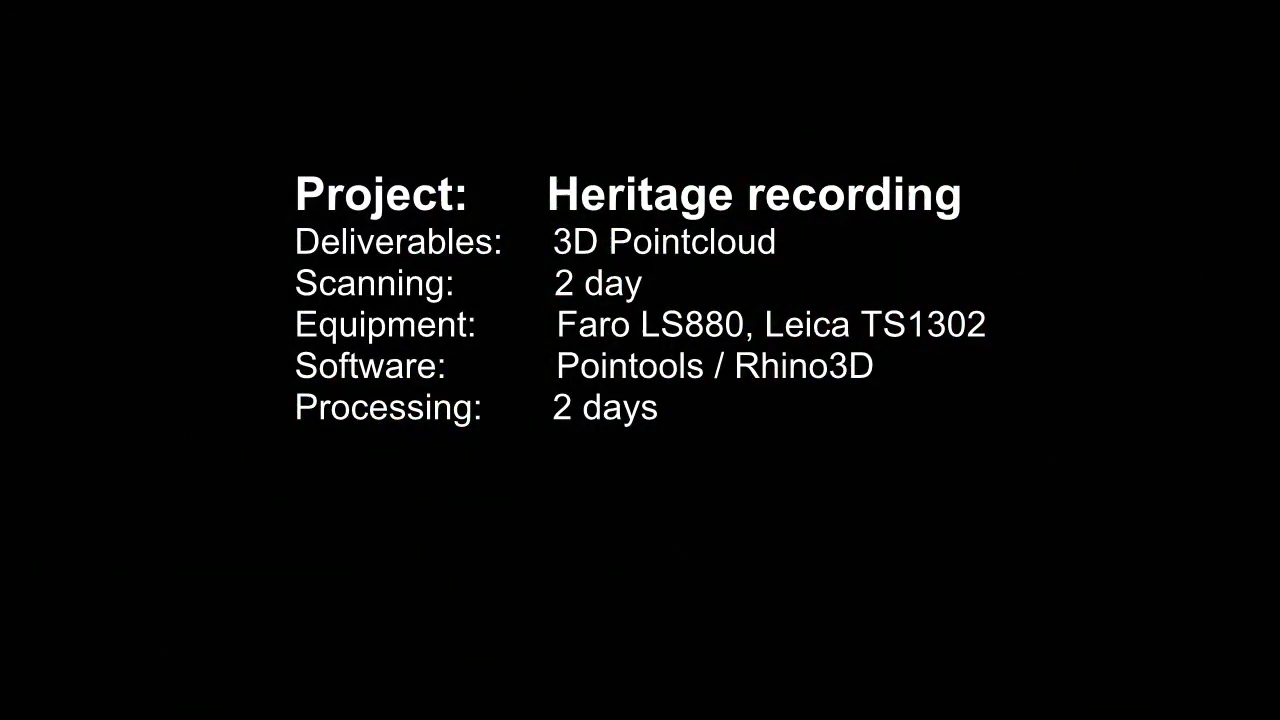 Project: Heritage recording
Deliverables: 3D Pointcloud
Scanning: 2 day
Equipment: Faro LS880, Leica TS1302
Software: Pointools / Rhino3D
Processing: 2 days